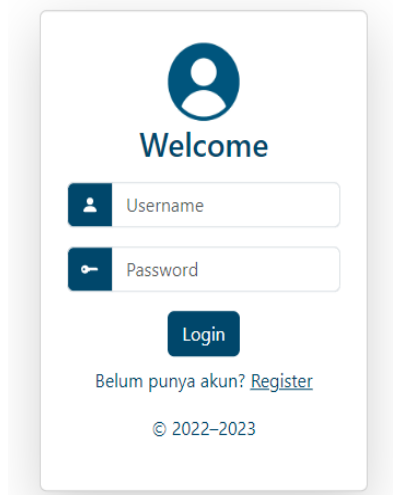 Welcome
Username
Password
Login
Belum punya akun? Register
© 2022–2023